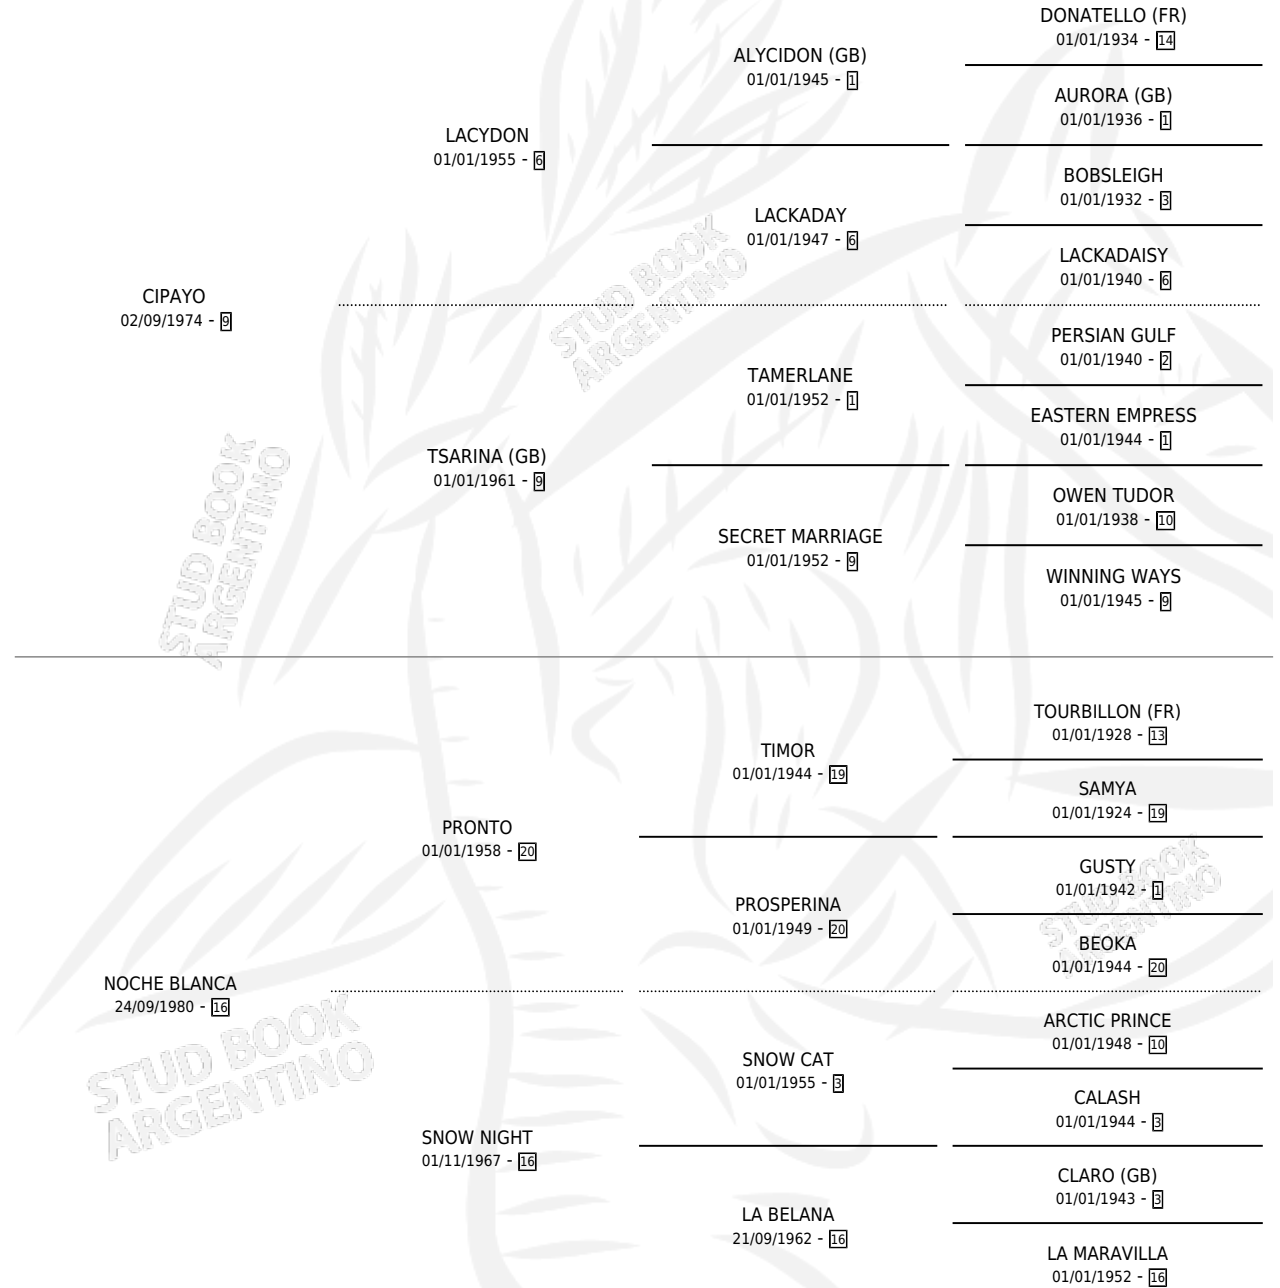 DONATELLO (FR)
01/01/1934 - 14
ALYCIDON (GB)
01/01/1945 - 1
AURORA (GB)
01/01/1936 - 1
LACYDON
01/01/1955 - 6
BOBSLEIGH
01/01/1932 - 3
LACKADAY
01/01/1947 - 6
LACKADAISY
01/01/1940 - 6
CIPAYO
02/09/1974 - 9
PERSIAN GULF
01/01/1940 - 2
TAMERLANE
01/01/1952 - 1
EASTERN EMPRESS
01/01/1944 - 1
TSARINA (GB)
01/01/1961 - 9
OWEN TUDOR
01/01/1938 - 10
SECRET MARRIAGE
01/01/1952 - 9
WINNING WAYS
01/01/1945 - 9
TOURBILLON (FR)
01/01/1928 - 13
TIMOR
01/01/1944 - 19
SAMYA
01/01/1924 - 19
PRONTO
01/01/1958 - 20
GUSTY
01/01/1942 - 1
PROSPERINA
01/01/1949 - 20
BEOKA
01/01/1944 - 20
NOCHE BLANCA
24/09/1980 - 16
ARCTIC PRINCE
01/01/1948 - 10
SNOW CAT
01/01/1955 - 3
CALASH
01/01/1944 - 3
SNOW NIGHT
01/11/1967 - 16
CLARO (GB)
01/01/1943 - 3
LA BELANA
21/09/1962 - 16
LA MARAVILLA
01/01/1952 - 16
STUD BOOK
ARGENTINO
STUD BOOK
ARGENTINO
STUD BOOK
ARGENTINO
STUD BOOK
ARGENTINO